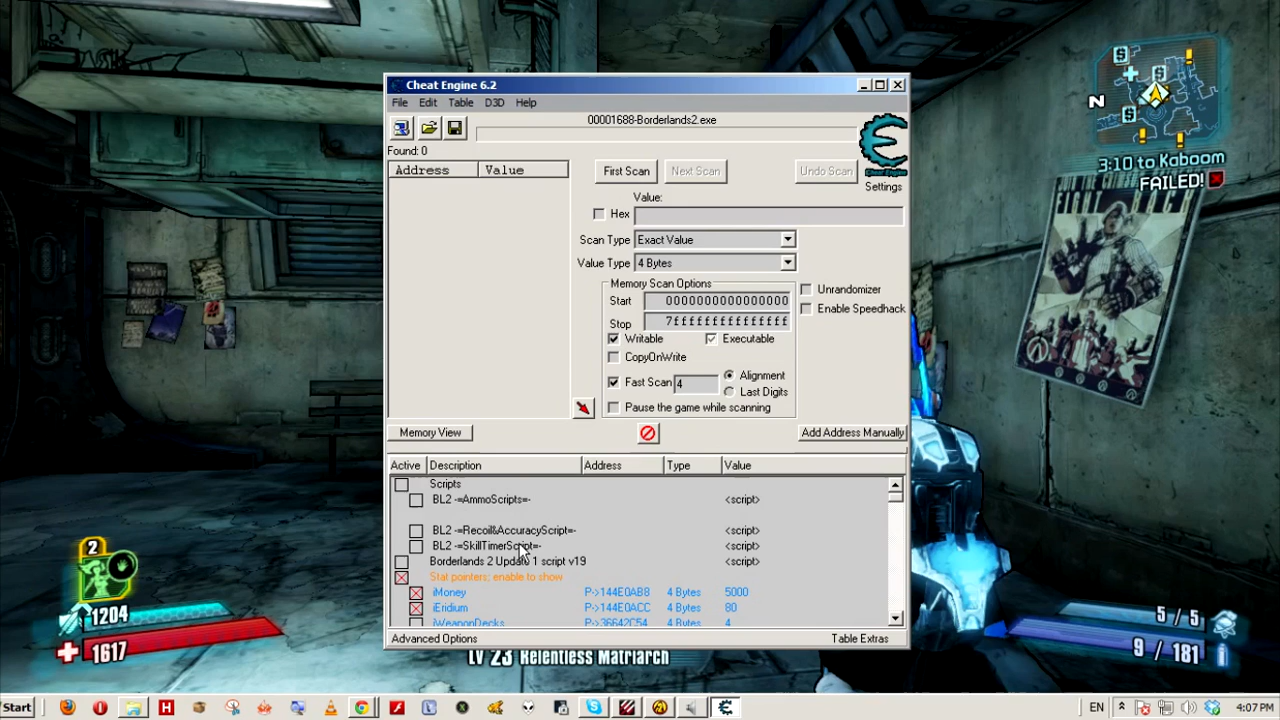 Cheat Engine 6.2
File Edit Table D3D Help
00001688-Borderlands2.exe
Found: 0
Address Value
First Scan Next Scan Undo Scan
Settings
Value:
Hex
Scan Type Exact Value
Value Type 4 Bytes
Memory Scan Options
Start 0000000000000000
Stop 7fffffffffffffff
Writable Executable
CopyOnWrite
Fast Scan 4 Alignment
Last Digits
Pause the game while scanning
Unrandomizer
Enable Speedhack
Memory View Add Address Manually
Active Description Address Type Value
Scripts
BL2 -=AmmoScripts=- <script>
BL2 -=Recoil&AccuracyScript=- <script>
BL2 -=SkillTimerScript=- <script>
Borderlands 2 Update 1 script v19 <script>
Stat pointers; enable to show
iMoney P->144E0AB8 4 Bytes 5000
iEridium P->144E0ACC 4 Bytes 80
iWeaponDecks P->36642C54 4 Bytes 4
Advanced Options Table Extras
N
3:10 to Kaboom
FAILED!
2
1204
1617
LV 23 Relentless Matriarch
5 / 5
9 / 181
Start EN 4:07 PM